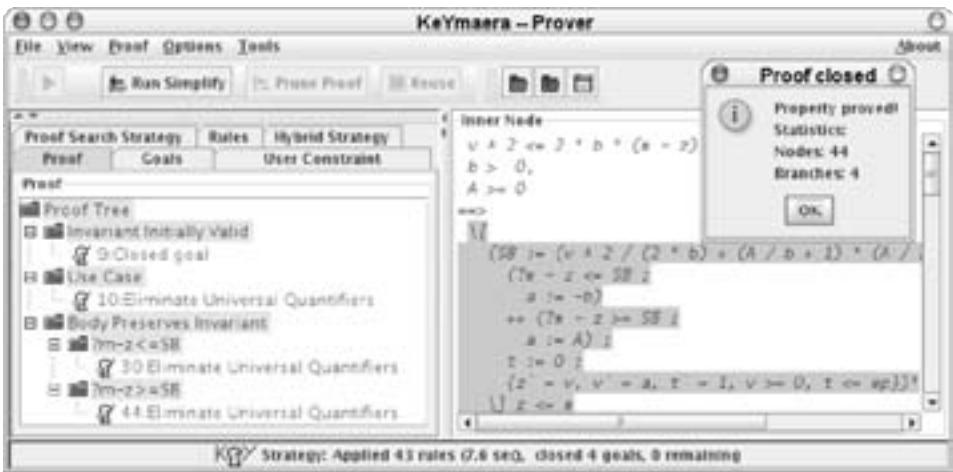 KeYmaera -- Prover
File View Proof Options Tools About
Run Simplify Prune Proof Reuse
Proof Search Strategy Rules Hybrid Strategy
Proof Goals User Constraint
Proof
Proof Tree
Invariant Initially Valid
9:Closed goal
Use Case
10:Eliminate Universal Quantifiers
Body Preserves Invariant
?m-z<=SB
30:Eliminate Universal Quantifiers
?m-z>=SB
44:Eliminate Universal Quantifiers
Inner Node
v ^ 2 <= 2 * b * (m - z)
b > 0,
A >= 0
==>
\[
(SB := (v ^ 2 / (2 * b) + (A / b + 1) * (A /
(?m - z <= SB ;
a := -b)
++ (?m - z >= SB ;
a := A) ;
t := 0 ;
{z` = v, v` = a, t` = 1, v >= 0, t <= ep})*
\] z <= m
Proof closed
Property proved!
Statistics:
Nodes: 44
Branches: 4
OK
KeY Strategy: Applied 43 rules (7.6 sec), closed 4 goals, 0 remaining